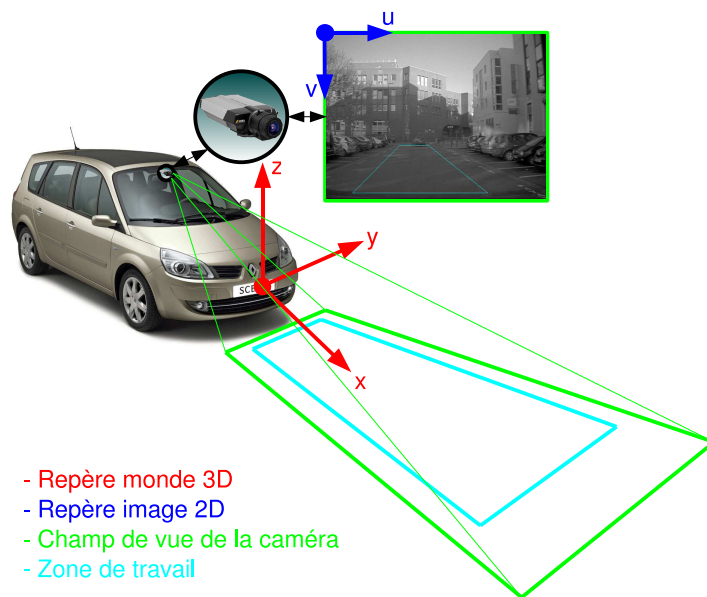 u
v
z
y
SCE
x
- Repère monde 3D
- Repère image 2D
- Champ de vue de la caméra
- Zone de travail